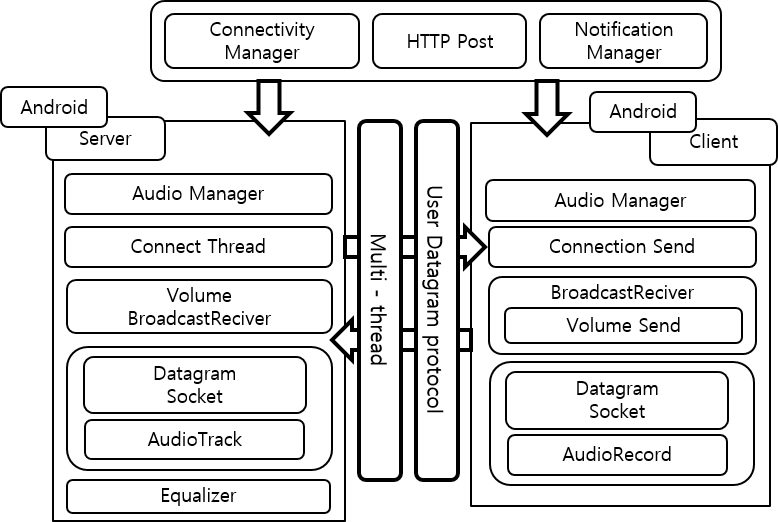 Connectivity
Manager
HTTP Post
Notification
Manager
Android
Server
Android
Client
Audio Manager
Connect Thread
Volume
BroadcastReciver
Datagram
Socket
AudioTrack
Equalizer
Multi - thread
User Datagram protocol
Audio Manager
Connection Send
BroadcastReciver
Volume Send
Datagram
Socket
AudioRecord